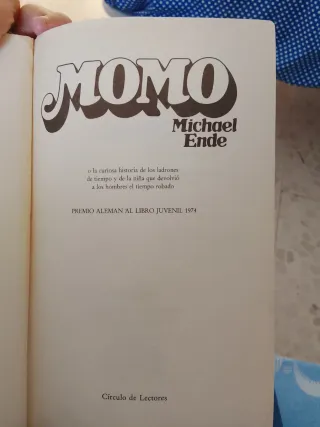 MOMO
Michael
Ende
o la curiosa historia de los ladrones
de tiempo y de la niña que devolvió
a los hombres el tiempo robado
PREMIO ALEMAN AL LIBRO JUVENIL 1974
Círculo de Lectores